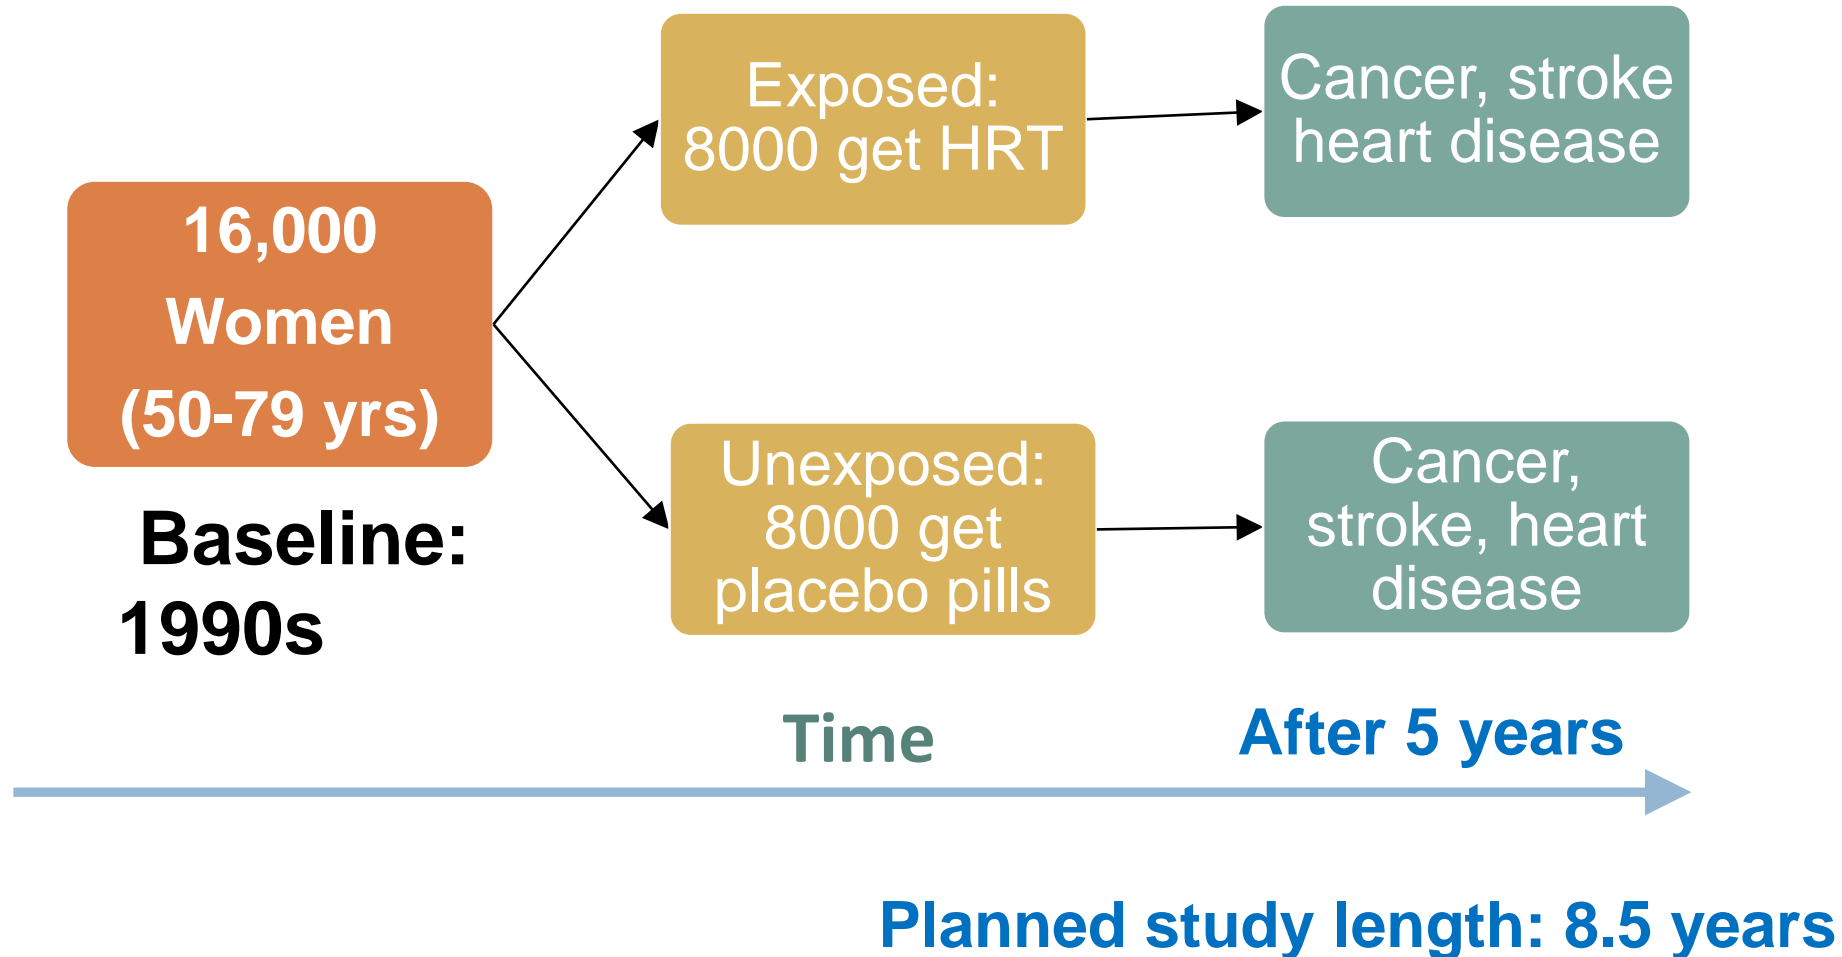 16,000
Women
(50-79 yrs)
Baseline:
1990s
Exposed:
8000 get HRT
Cancer, stroke
heart disease
Unexposed:
8000 get
placebo pills
Cancer,
stroke, heart
disease
Time
After 5 years
Planned study length: 8.5 years